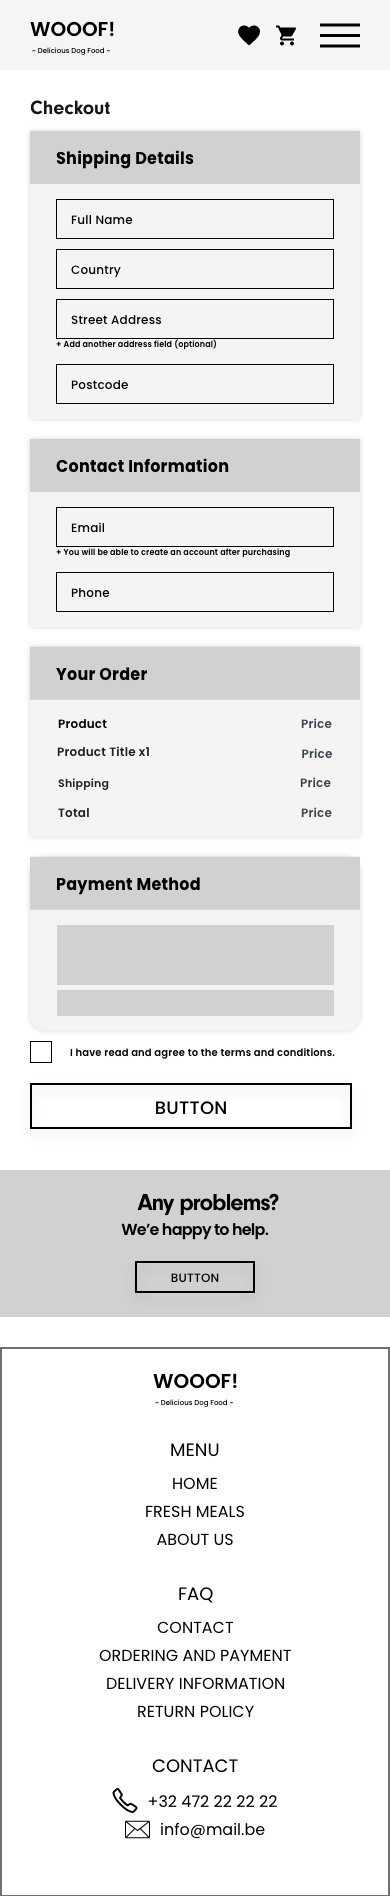 WOOOF!
~ Delicious Dog Food ~
Checkout
Shipping Details
Full Name
Country
Street Address
+ Add another address field (optional)
Postcode
Contact Information
Email
+ You will be able to create an account after purchasing
Phone
Your Order
Product Price
Product Title x1 Price
Shipping Price
Total Price
Payment Method
I have read and agree to the terms and conditions.
BUTTON
Any problems?
We’e happy to help.
BUTTON
WOOOF!
~ Delicious Dog Food ~
MENU
HOME
FRESH MEALS
ABOUT US
FAQ
CONTACT
ORDERING AND PAYMENT
DELIVERY INFORMATION
RETURN POLICY
CONTACT
+32 472 22 22 22
info@mail.be